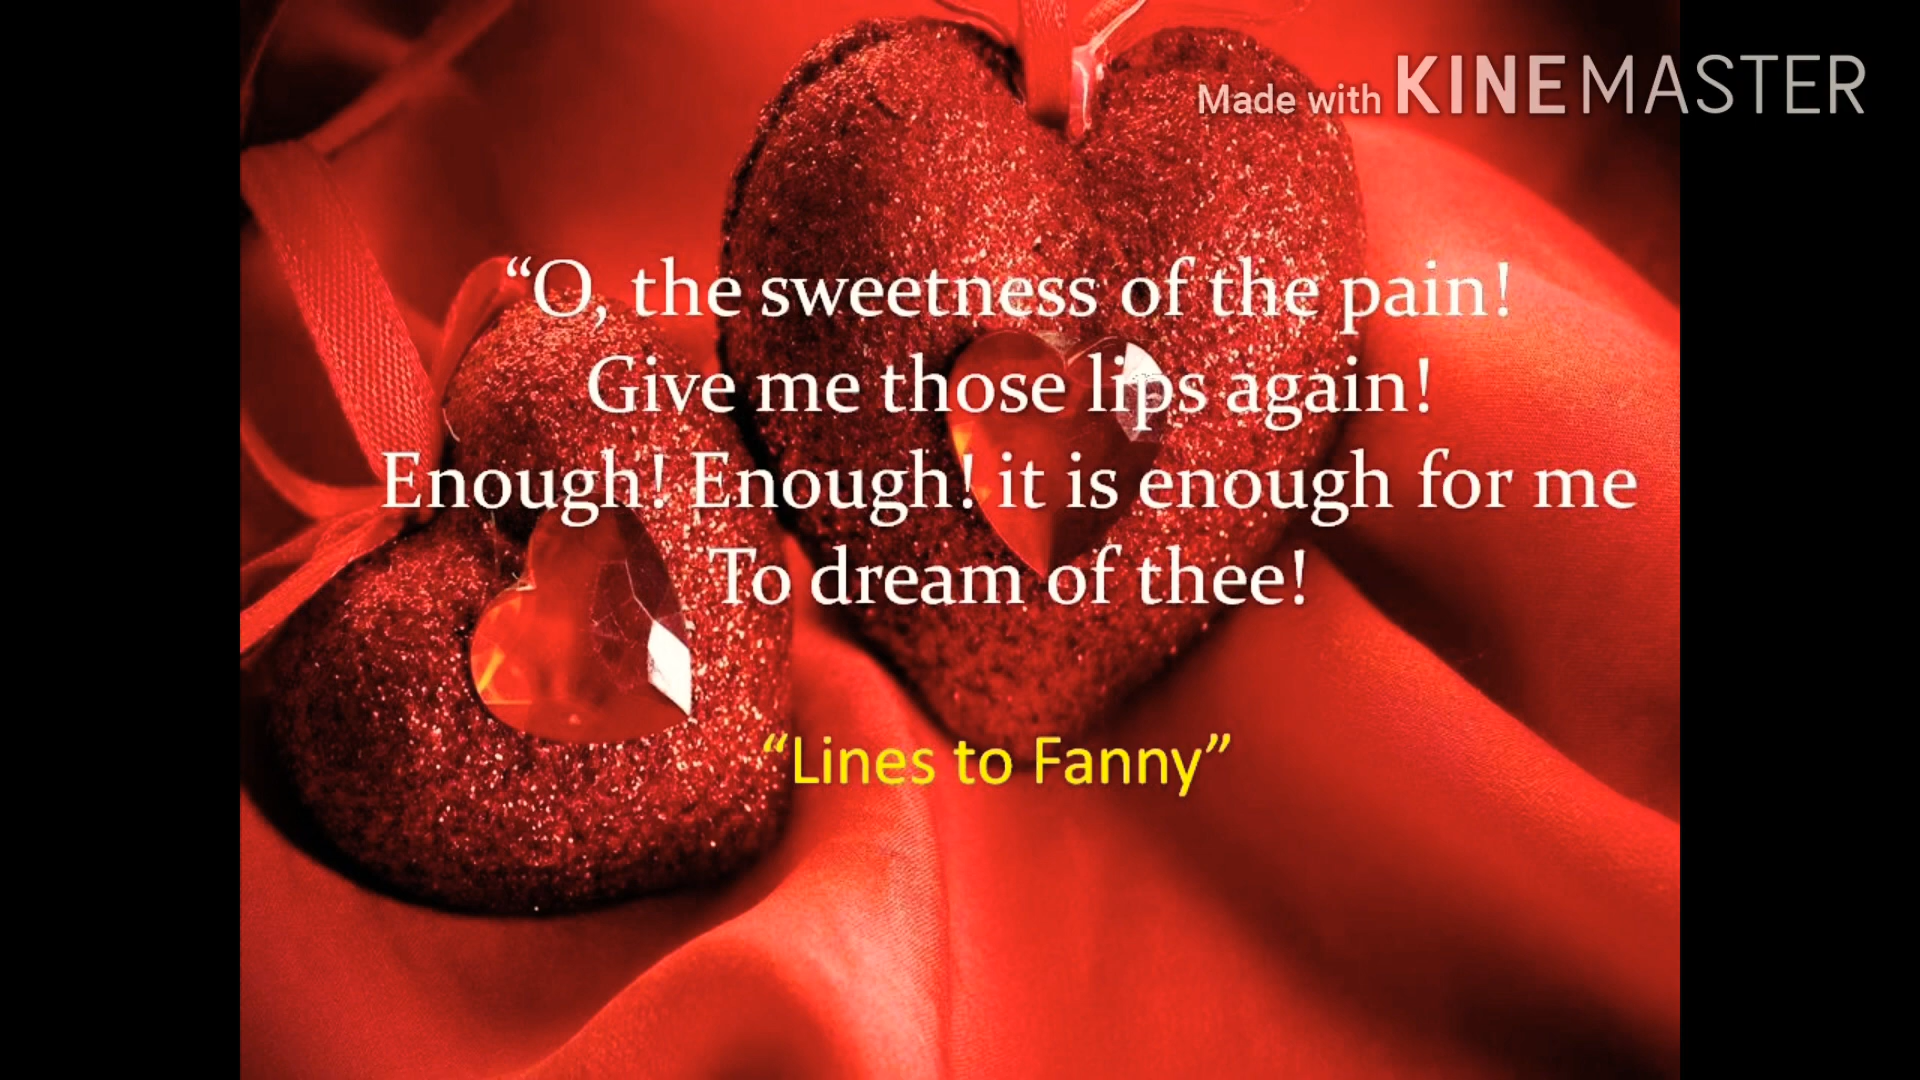 Made with KINEMASTER
“O, the sweetness of the pain!
Give me those lips again!
Enough! Enough! it is enough for me
To dream of thee!
“Lines to Fanny”